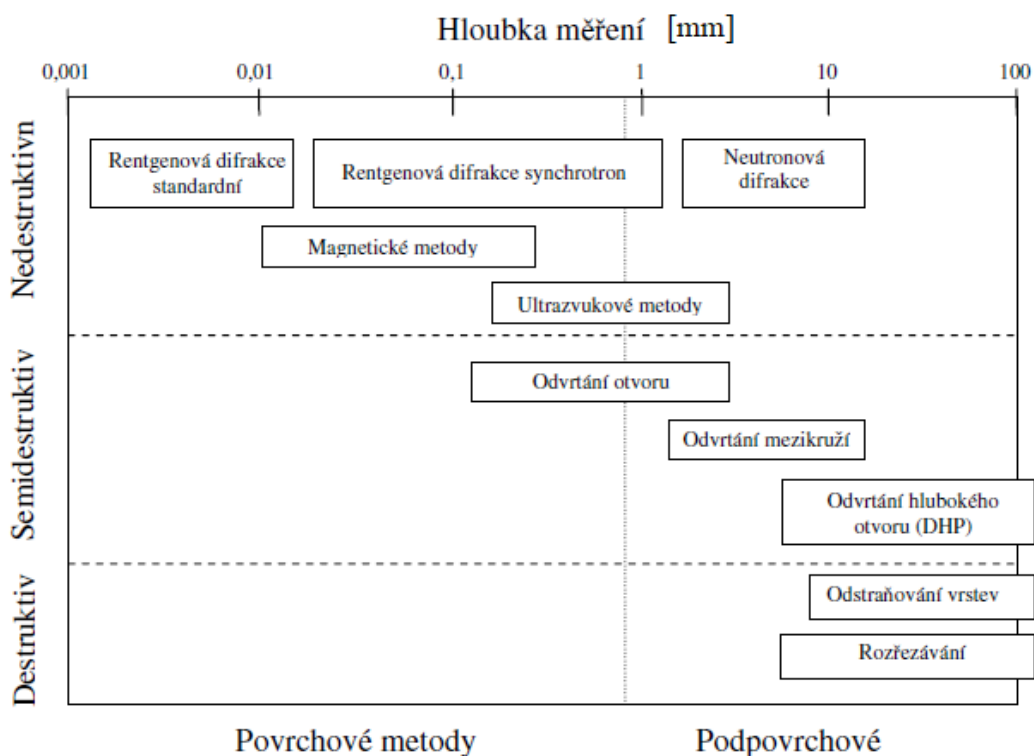 Hloubka měření [mm]
0,001 0,01 0,1 1 10 100
Nedestruktivn
Rentgenová difrakce
standardní
Rentgenová difrakce synchrotron
Neutronová
difrakce
Magnetické metody
Ultrazvukové metody
Semidestruktiv
Odvrtání otvoru
Odvrtání mezikruží
Odvrtání hlubokého
otvoru (DHP)
Destruktiv
Odstraňování vrstev
Rozřezávání
Povrchové metody
Podpovrchové